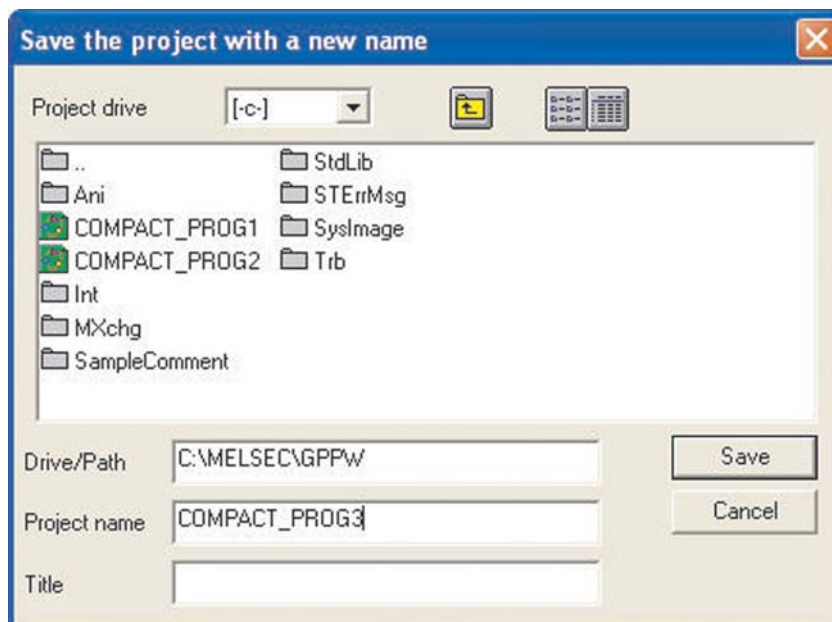 Save the project with a new name
Project drive [-c-]
..
Ani
COMPACT_PROG1
COMPACT_PROG2
Int
MXchg
SampleComment
StdLib
STErrMsg
SysImage
Trb
Drive/Path C:\MELSEC\GPPW Save
Project name COMPACT_PROG3 Cancel
Title